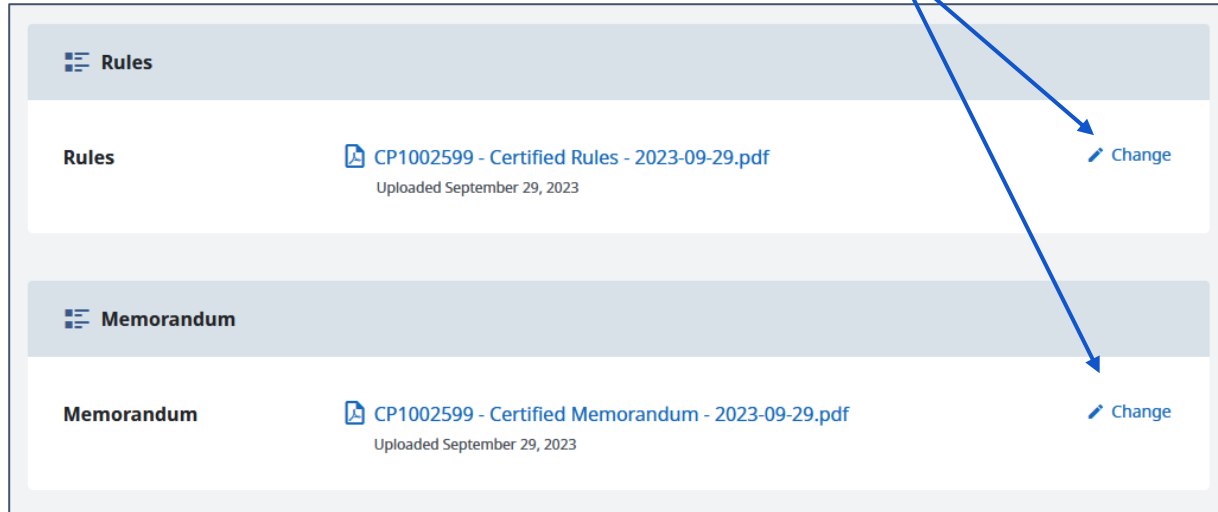 Rules
Rules CP1002599 - Certified Rules - 2023-09-29.pdf Change
Uploaded September 29, 2023
Memorandum
Memorandum CP1002599 - Certified Memorandum - 2023-09-29.pdf Change
Uploaded September 29, 2023